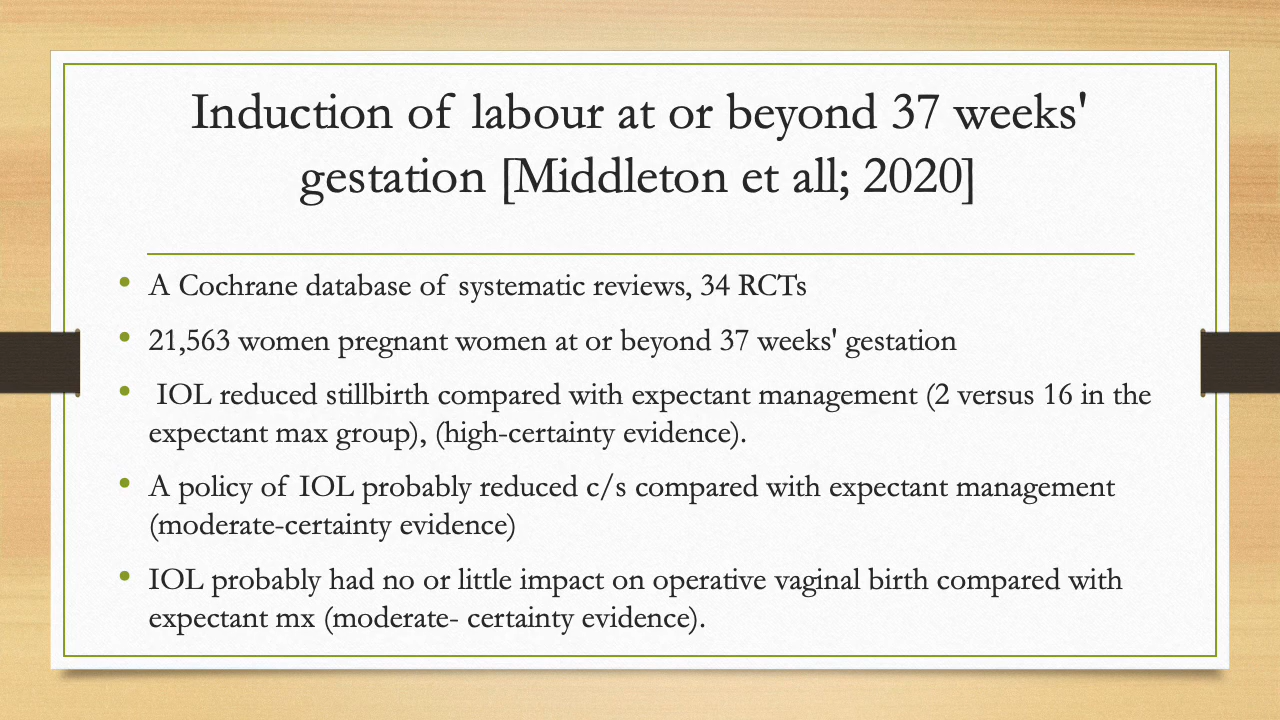 Induction of labour at or beyond 37 weeks'
gestation [Middleton et all; 2020]
• A Cochrane database of systematic reviews, 34 RCTs
• 21,563 women pregnant women at or beyond 37 weeks' gestation
• IOL reduced stillbirth compared with expectant management (2 versus 16 in the
expectant max group), (high-certainty evidence).
• A policy of IOL probably reduced c/s compared with expectant management
(moderate-certainty evidence)
• IOL probably had no or little impact on operative vaginal birth compared with
expectant mx (moderate- certainty evidence).